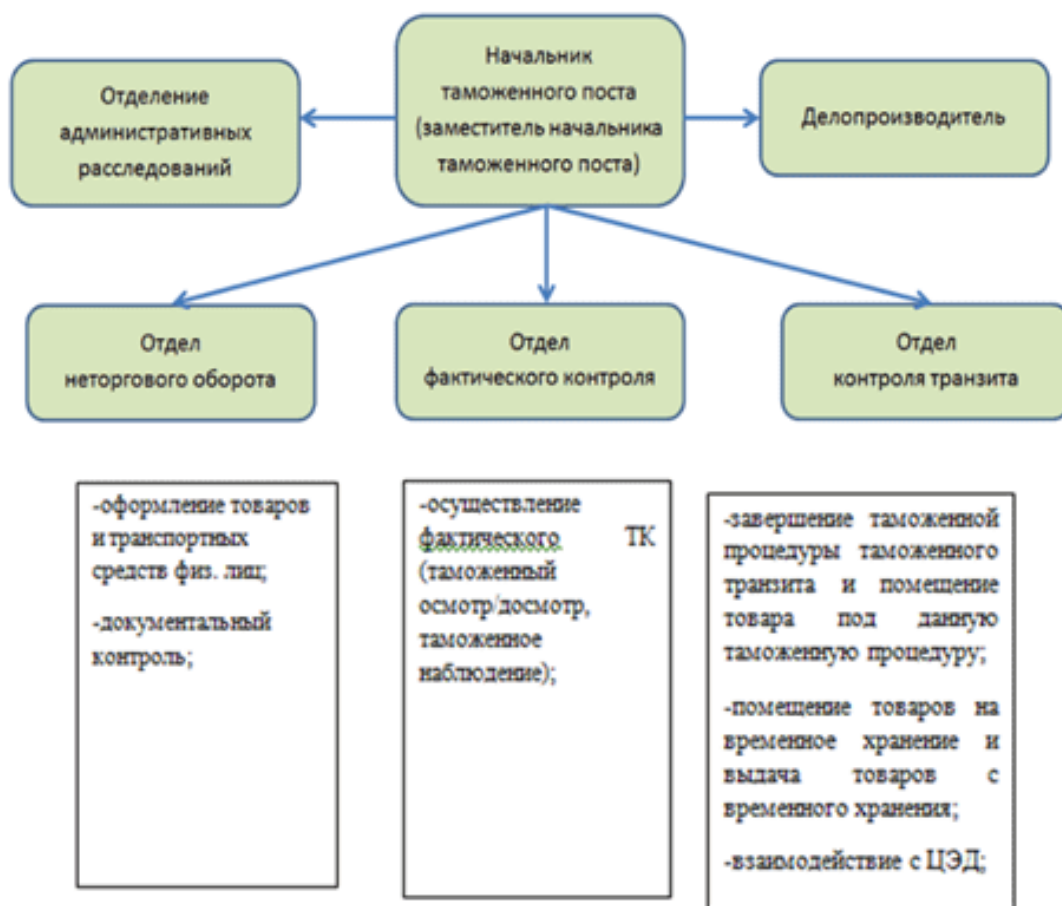 Начальник
таможенного поста
(заместитель начальника
таможенного поста)
Отделение
административных
расследований
Делопроизводитель
Отдел
неторгового оборота
Отдел
фактического контроля
Отдел
контроля транзита
-оформление товаров
и транспортных
средств физ. лиц;
-документальный
контроль;
-осуществление
фактического ТК
(таможенный
осмотр/досмотр,
таможенное
наблюдение);
-завершение таможенной
процедуры таможенного
транзита и помещение
товара под данную
таможенную процедуру;
-помещение товаров на
временное хранение и
выдача товаров с
временного хранения;
-взаимодействие с ЦЭД;